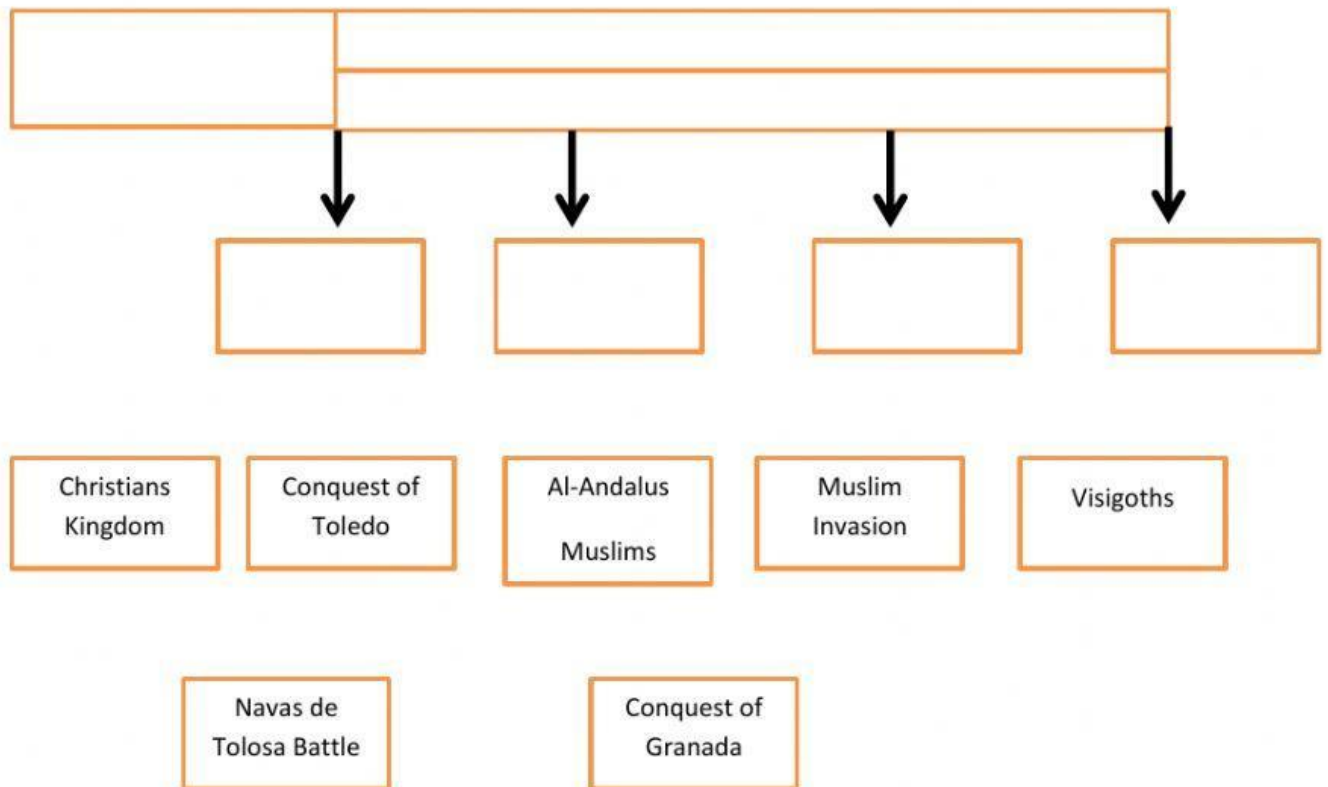 Christians
Kingdom
Conquest of
Toledo
Al-Andalus
Muslims
Muslim
Invasion
Visigoths
Navas de
Tolosa Battle
Conquest of
Granada